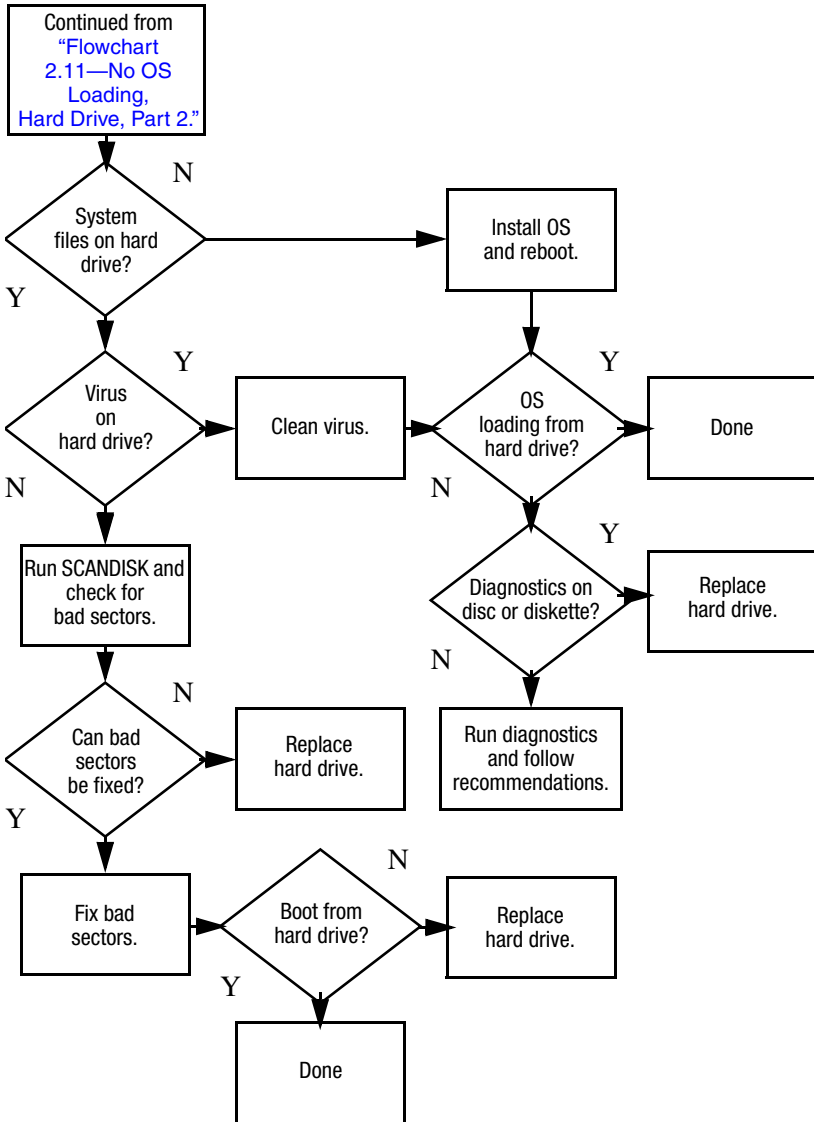 Continued from
“Flowchart
2.11—No OS
Loading,
Hard Drive, Part 2.”
N
System
files on hard
drive?
Install OS
and reboot.
Y
Y
Virus
on
hard drive?
Clean virus.
OS
loading from
hard drive?
Y
Done
N
N
Run SCANDISK and
check for
bad sectors.
Diagnostics on
disc or diskette?
Y
Replace
hard drive.
N
N
Can bad
sectors
be fixed?
Replace
hard drive.
Run diagnostics
and follow
recommendations.
Y
Fix bad
sectors.
Boot from
hard drive?
N
Replace
hard drive.
Y
Done